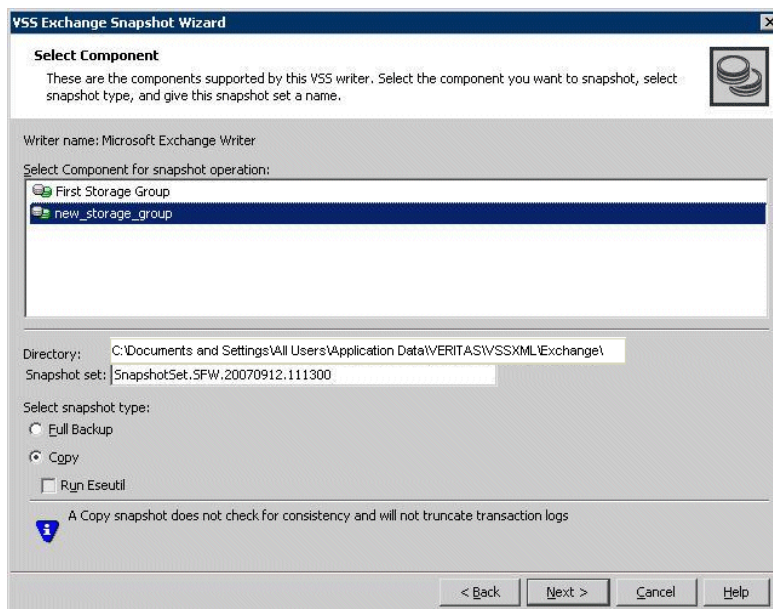 VSS Exchange Snapshot Wizard
Select Component
These are the components supported by this VSS writer. Select the component you want to snapshot, select
snapshot type, and give this snapshot set a name.
Writer name: Microsoft Exchange Writer
Select Component for snapshot operation:
First Storage Group
new_storage_group
Directory: C:\Documents and Settings\All Users\Application Data\VERITAS\VSSXML\Exchange\
Snapshot set: SnapshotSet.SFW.20070912.111300
Select snapshot type:
Full Backup
Copy
Run Eseutil
A Copy snapshot does not check for consistency and will not truncate transaction logs
< Back Next > Cancel Help